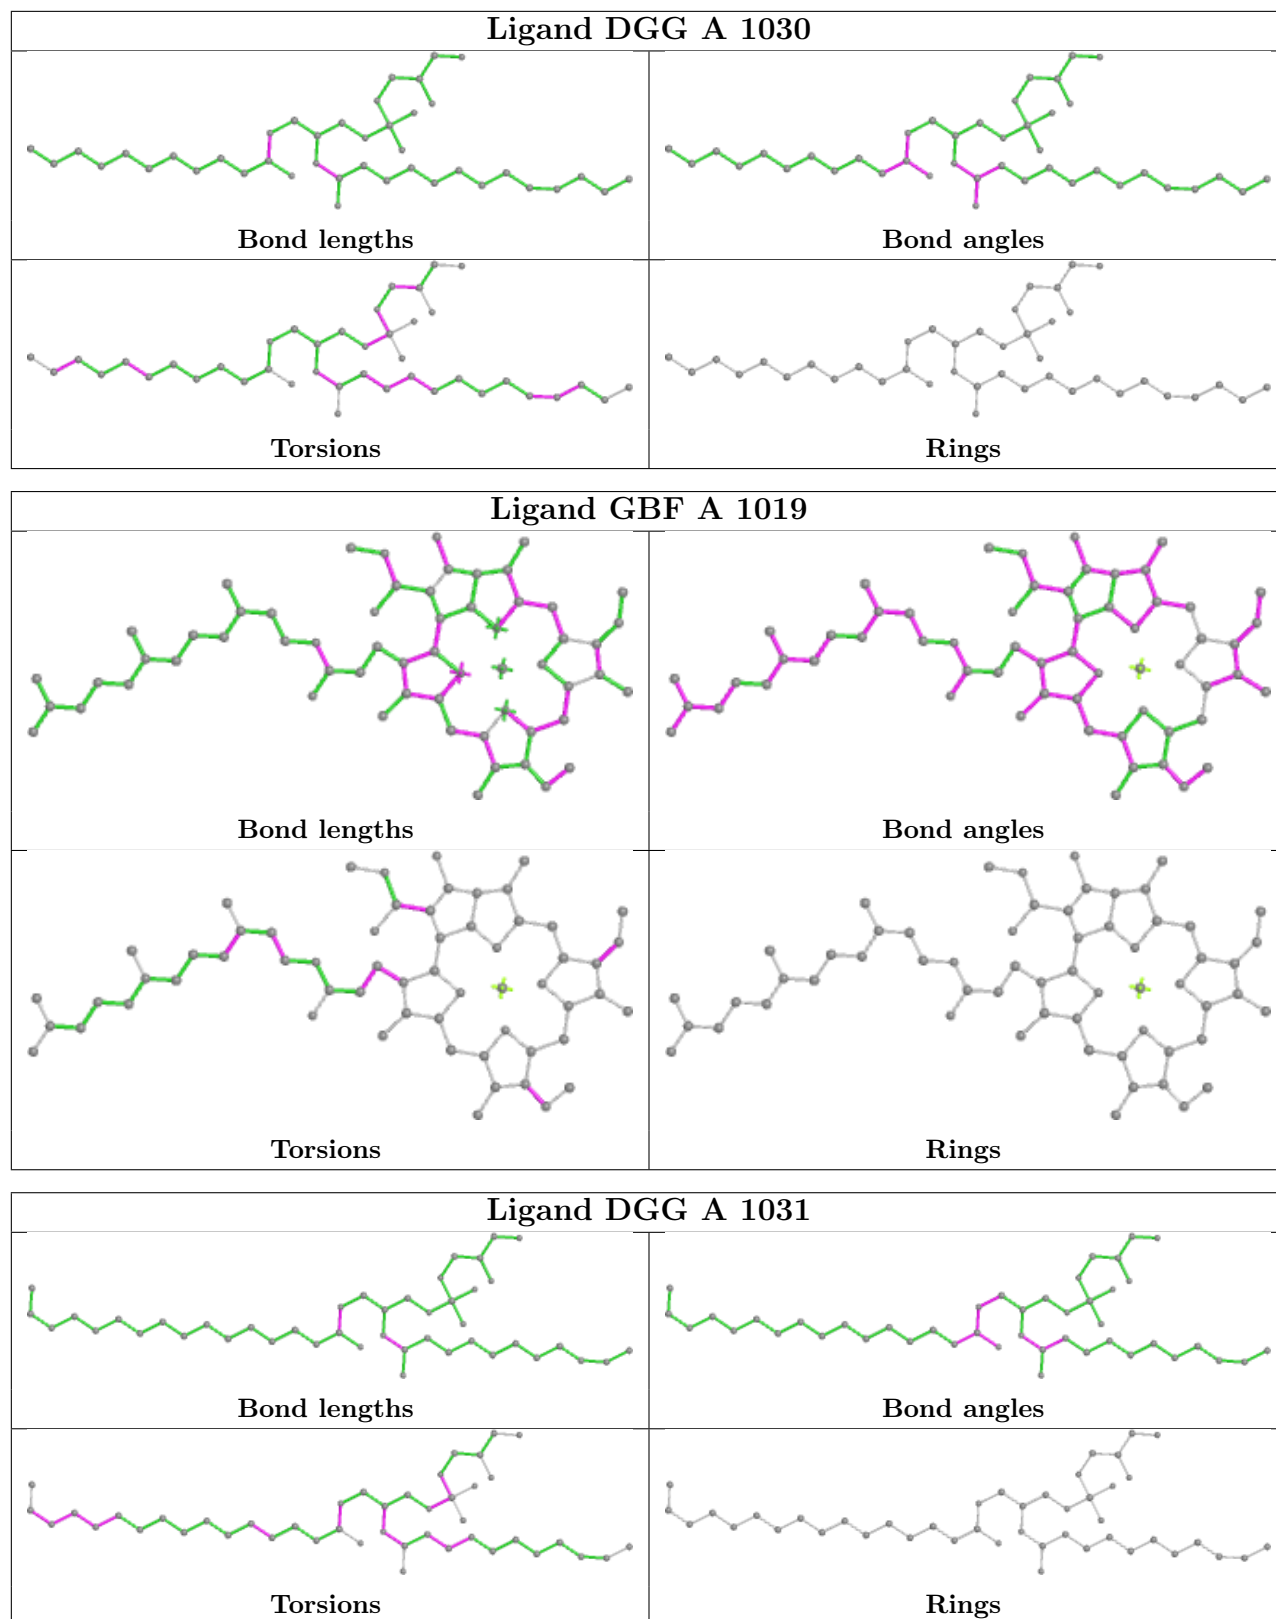 Ligand DGG A 1030
Bond lengths
Bond angles
Torsions
Rings
Ligand GBF A 1019
Bond lengths
Bond angles
Torsions
Rings
Ligand DGG A 1031
Bond lengths
Bond angles
Torsions
Rings